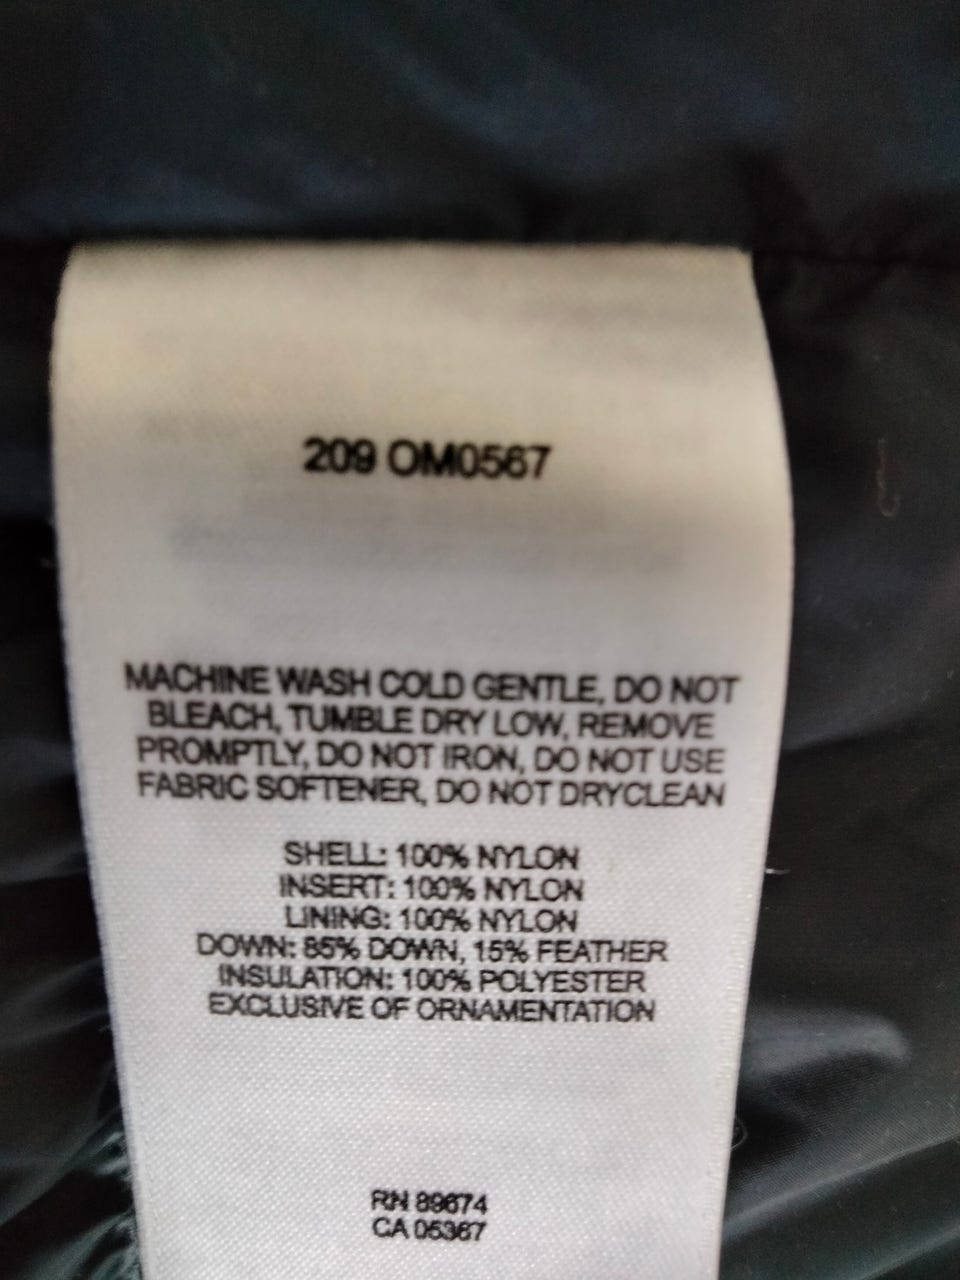 209 OM0567
MACHINE WASH COLD GENTLE, DO NOT
BLEACH, TUMBLE DRY LOW, REMOVE
PROMPTLY, DO NOT IRON, DO NOT USE
FABRIC SOFTENER, DO NOT DRYCLEAN
SHELL: 100% NYLON
INSERT: 100% NYLON
LINING: 100% NYLON
DOWN: 85% DOWN, 15% FEATHER
INSULATION: 100% POLYESTER
EXCLUSIVE OF ORNAMENTATION
RN 89674
CA 05367